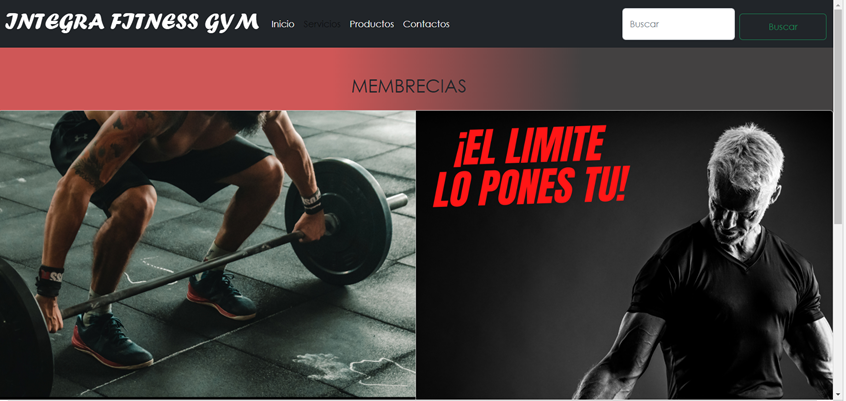 INTEGRA FITNESS GYM
Inicio Servicios Productos Contactos
Buscar
Buscar
MEMBRECIAS
¡EL LIMITE
LO PONES TU!